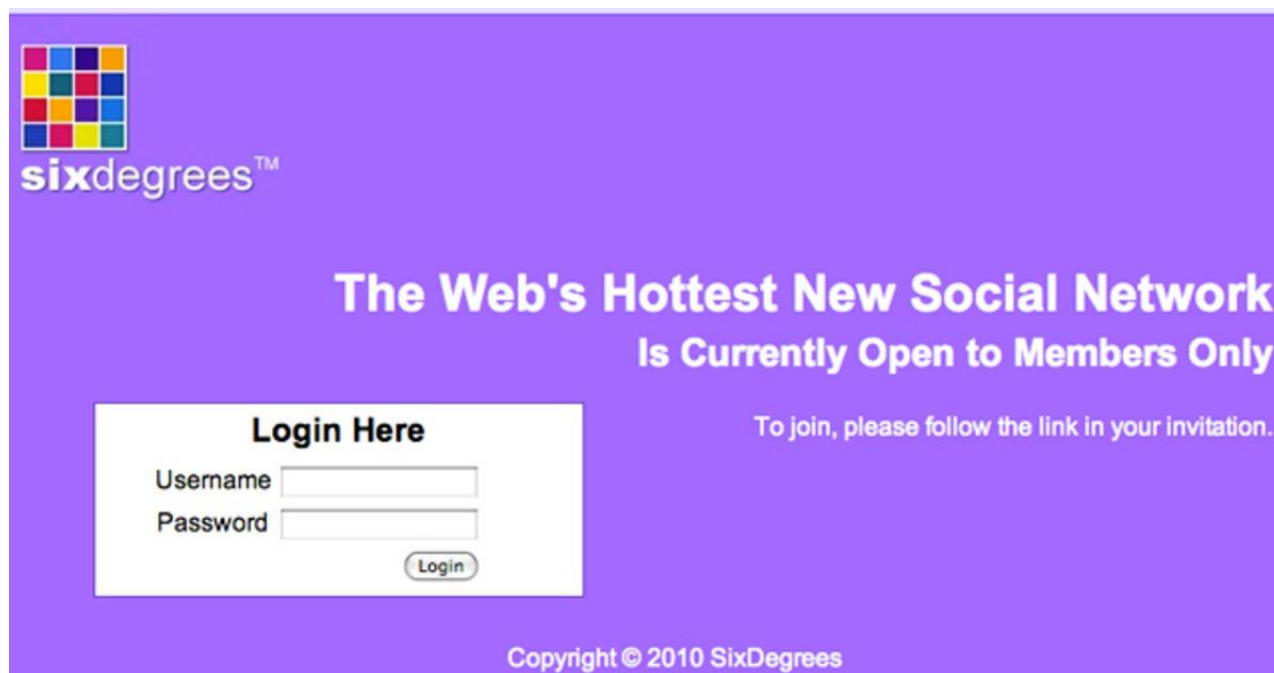 sixdegrees™
The Web's Hottest New Social Network
Is Currently Open to Members Only
Login Here
To join, please follow the link in your invitation.
Username
Password
Login
Copyright © 2010 SixDegrees